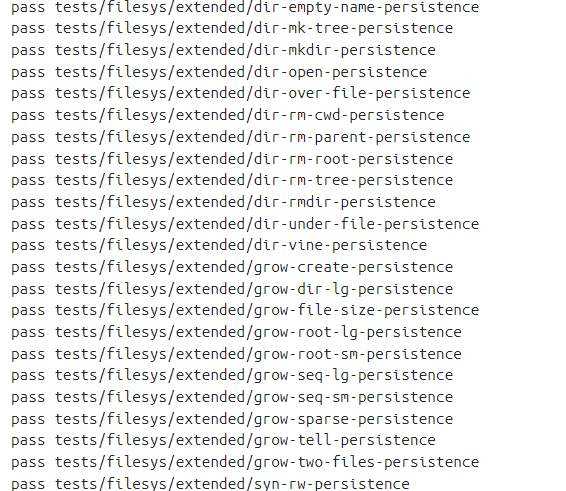 pass tests/filesys/extended/dir-empty-name-persistence
pass tests/filesys/extended/dir-mk-tree-persistence
pass tests/filesys/extended/dir-mkdir-persistence
pass tests/filesys/extended/dir-open-persistence
pass tests/filesys/extended/dir-over-file-persistence
pass tests/filesys/extended/dir-rm-cwd-persistence
pass tests/filesys/extended/dir-rm-parent-persistence
pass tests/filesys/extended/dir-rm-root-persistence
pass tests/filesys/extended/dir-rm-tree-persistence
pass tests/filesys/extended/dir-rmdir-persistence
pass tests/filesys/extended/dir-under-file-persistence
pass tests/filesys/extended/dir-vine-persistence
pass tests/filesys/extended/grow-create-persistence
pass tests/filesys/extended/grow-dir-lg-persistence
pass tests/filesys/extended/grow-file-size-persistence
pass tests/filesys/extended/grow-root-lg-persistence
pass tests/filesys/extended/grow-root-sm-persistence
pass tests/filesys/extended/grow-seq-lg-persistence
pass tests/filesys/extended/grow-seq-sm-persistence
pass tests/filesys/extended/grow-sparse-persistence
pass tests/filesys/extended/grow-tell-persistence
pass tests/filesys/extended/grow-two-files-persistence
pass tests/filesys/extended/syn-rw-persistence